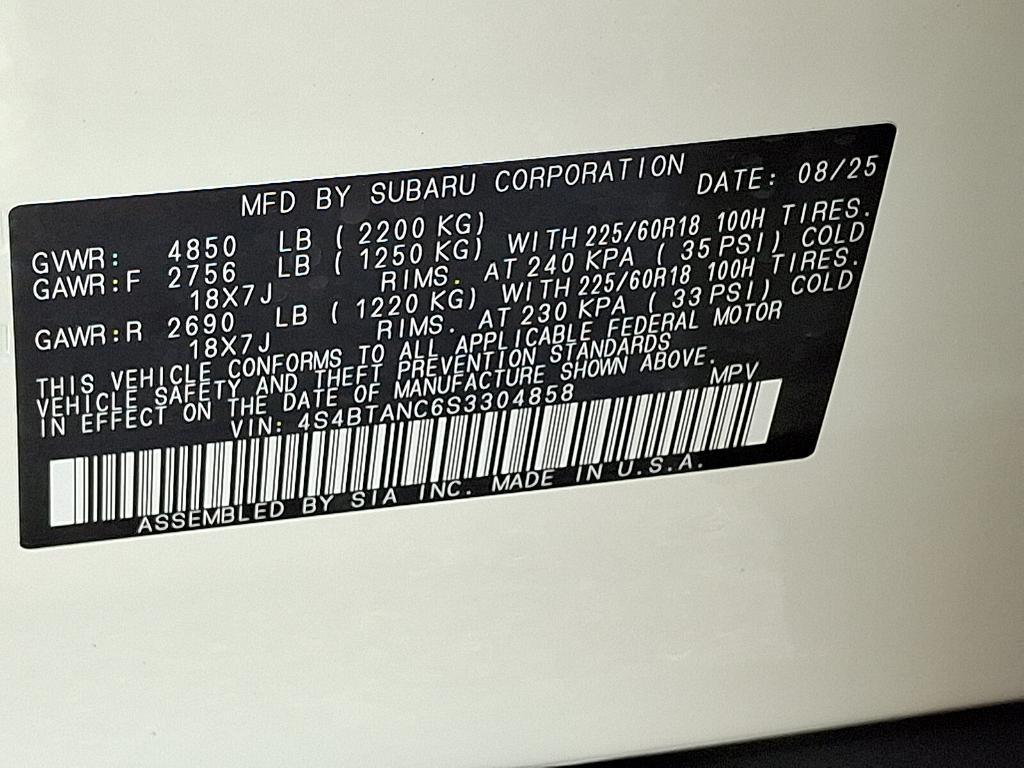 MFD BY SUBARU CORPORATION DATE: 08/25
GVWR: 4850 LB ( 2200 KG)
GAWR:F 2756 LB ( 1250 KG) WITH 225/60R18 100H TIRES.
18X7J RIMS. AT 240 KPA ( 35 PSI) COLD
GAWR:R 2690 LB ( 1220 KG) WITH 225/60R18 100H TIRES.
18X7J RIMS. AT 230 KPA ( 33 PSI) COLD
THIS VEHICLE CONFORMS TO ALL APPLICABLE FEDERAL MOTOR
VEHICLE SAFETY AND THEFT PREVENTION STANDARDS
IN EFFECT ON THE DATE OF MANUFACTURE SHOWN ABOVE.
VIN: 4S4BTANC6S3304858 MPV
ASSEMBLED BY SIA INC. MADE IN U.S.A.